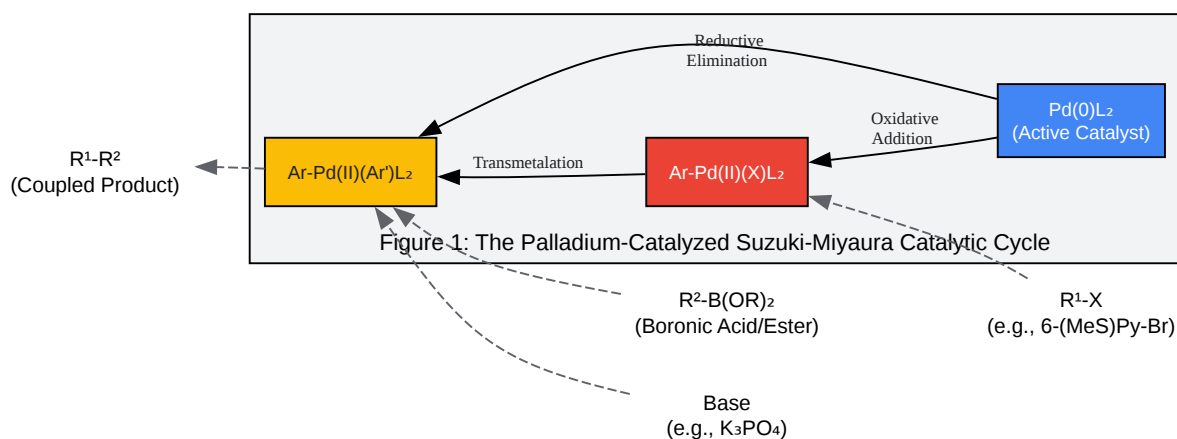 Reductive
Elimination
Pd(0)L₂
(Active Catalyst)
Oxidative
Addition
R¹-R²
(Coupled Product)
Ar-Pd(II)(Ar')L₂
Transmetalation
Ar-Pd(II)(X)L₂
Figure 1: The Palladium-Catalyzed Suzuki-Miyaura Catalytic Cycle
R²-B(OR)₂
(Boronic Acid/Ester)
R¹-X
(e.g., 6-(MeS)Py-Br)
Base
(e.g., K₃PO₄)